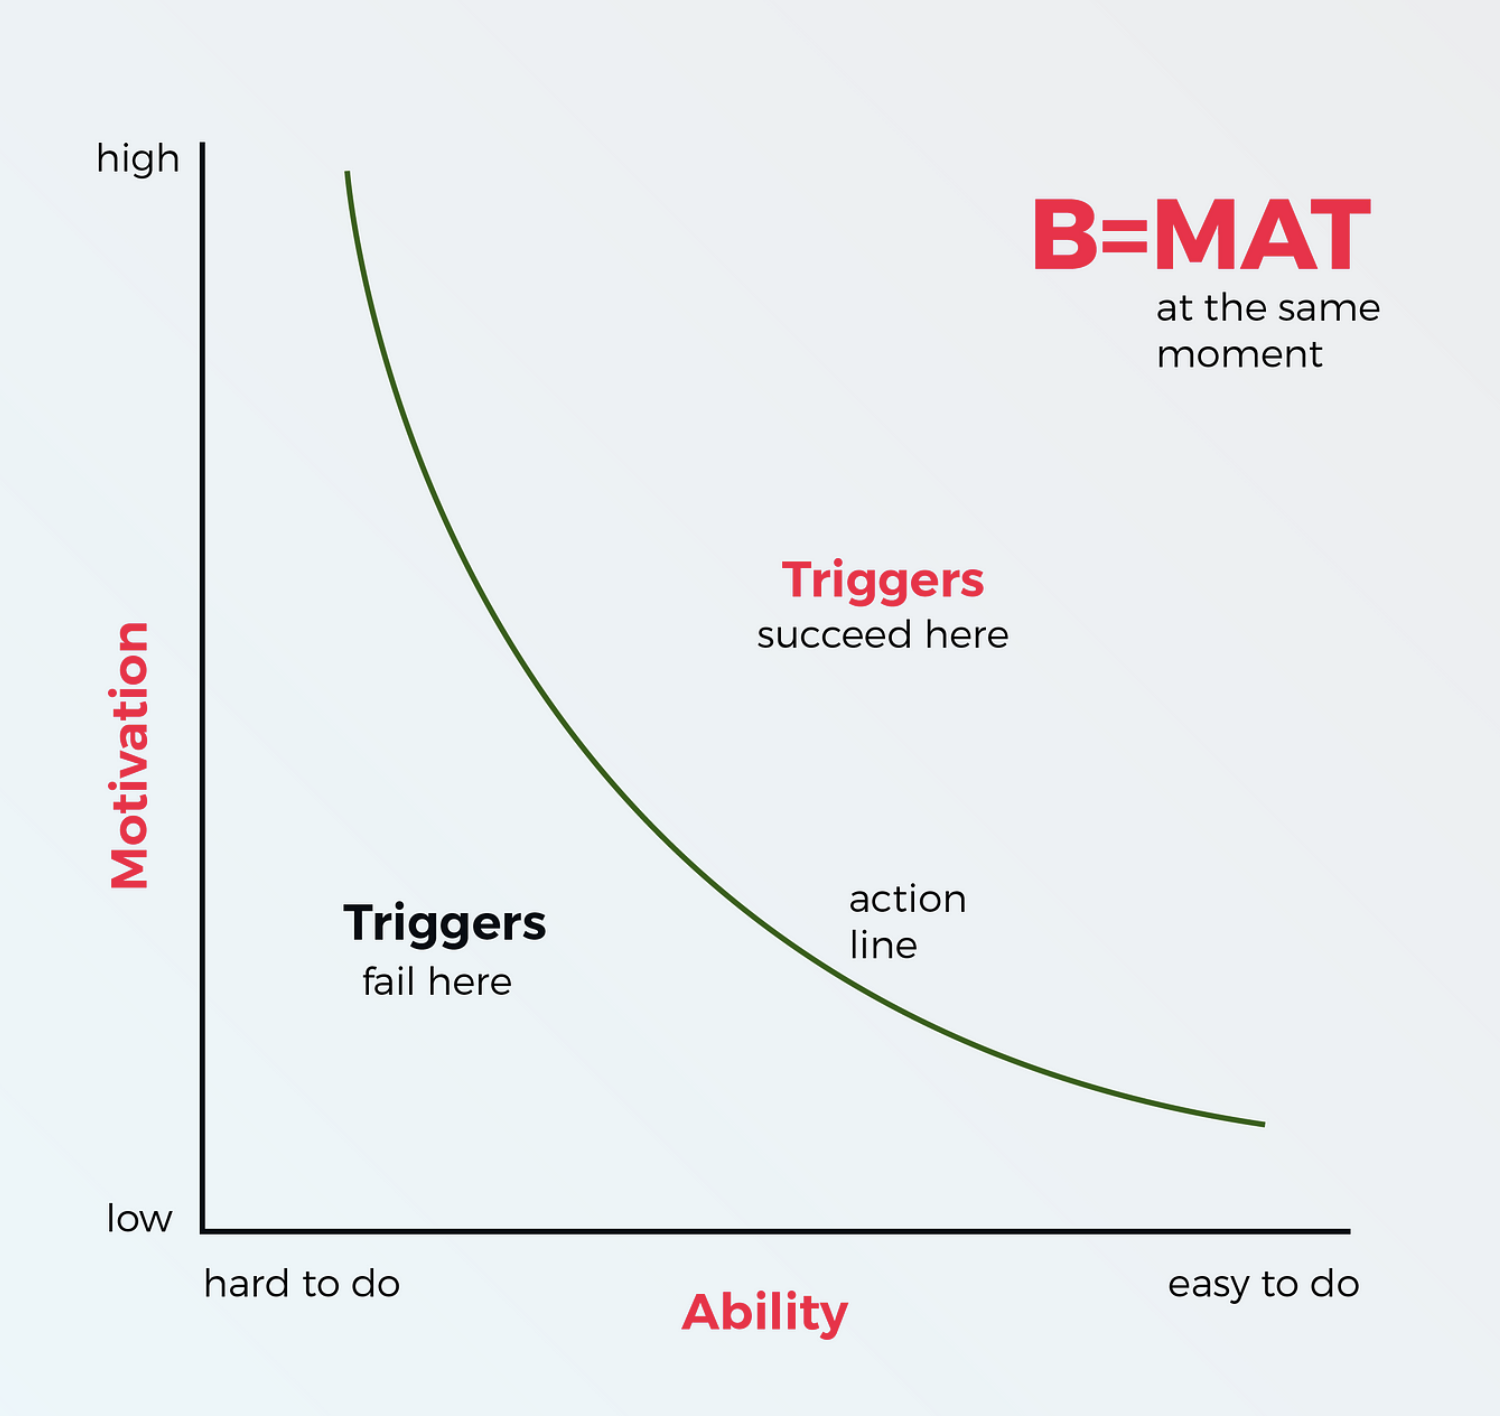 high
B=MAT
at the same
moment
Triggers
succeed here
Motivation
action
line
Triggers
fail here
low
hard to do
easy to do
Ability